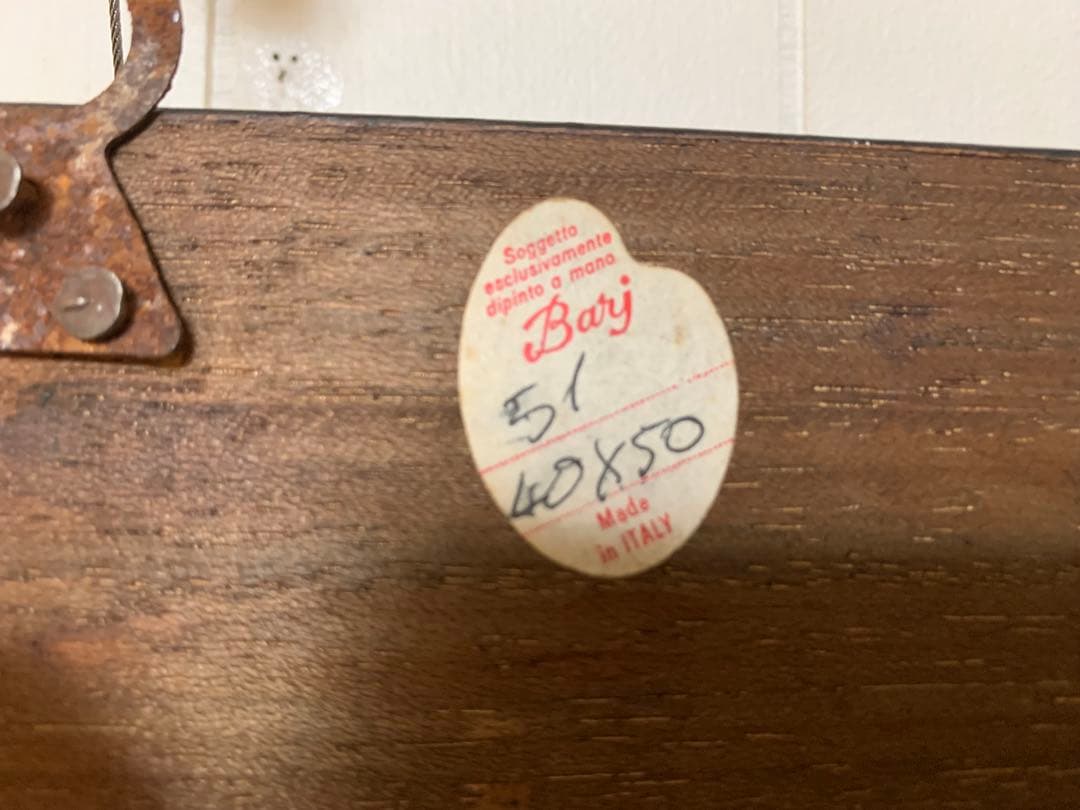 Soggetto
esclusivamente
dipinto a mano
Barj
51
40X50
Made
in ITALY